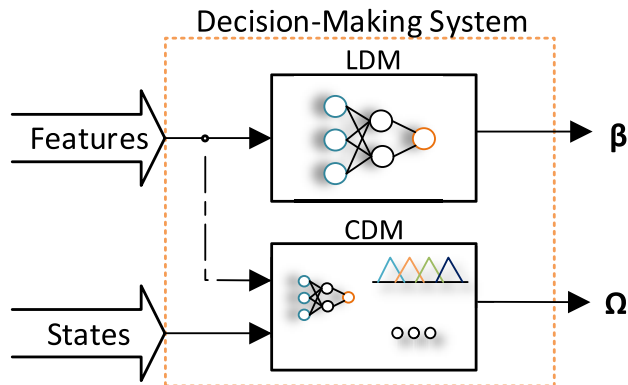 Decision-Making System
LDM
Features
β
CDM
States
Ω